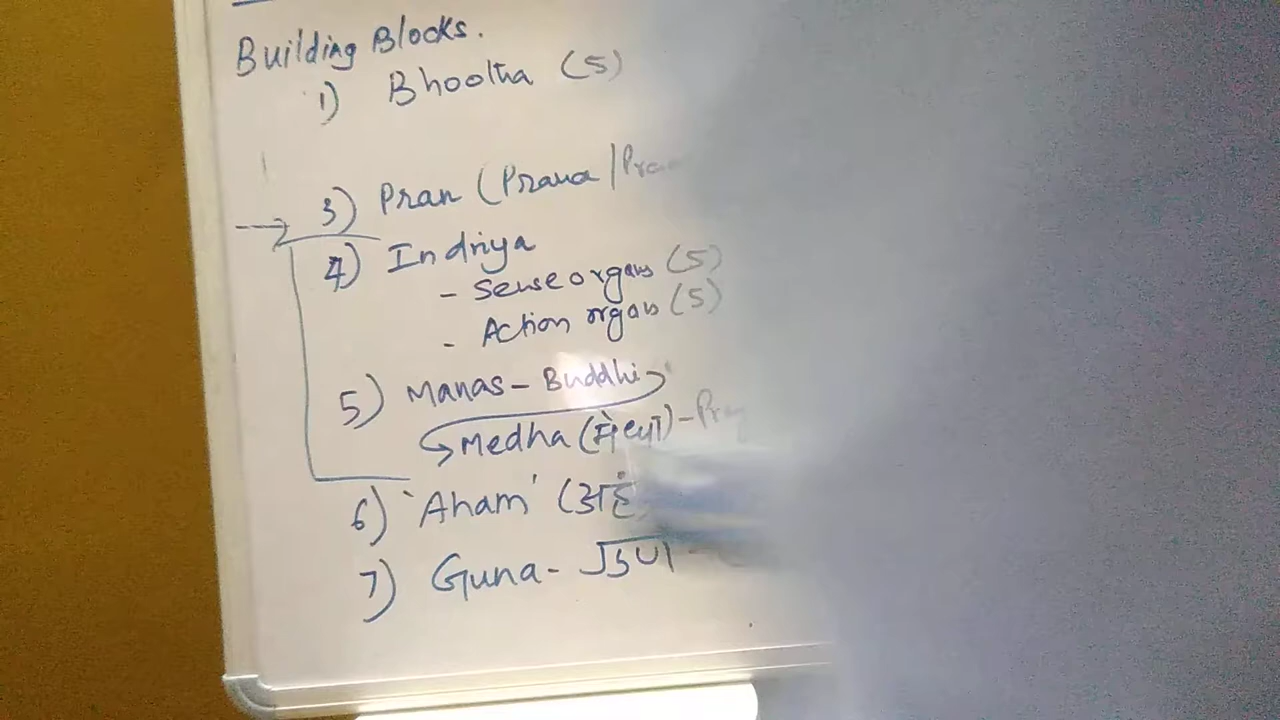 Building Blocks.
1) Bhootha (5)
3) Pran (Prana/
4) Indriya
- Sense organs (5)
- Action organs (5)
5) Manas - Buddhi
Medha (मेधा) -
6) 'Aham' (अहं
7) Guna - गुण -